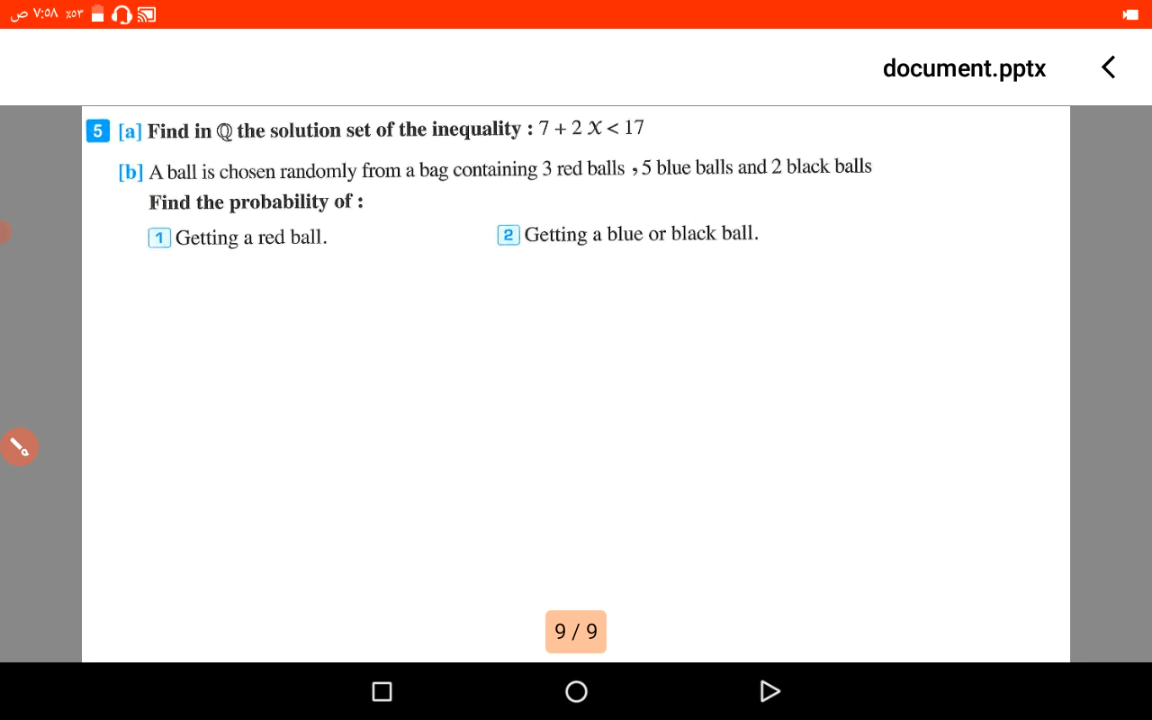 ص ٧:٥٨ ٪٥٣
document.pptx
5 [a] Find in ℚ the solution set of the inequality : 7 + 2 X < 17
[b] A ball is chosen randomly from a bag containing 3 red balls , 5 blue balls and 2 black balls
Find the probability of :
1 Getting a red ball. 2 Getting a blue or black ball.
9 / 9